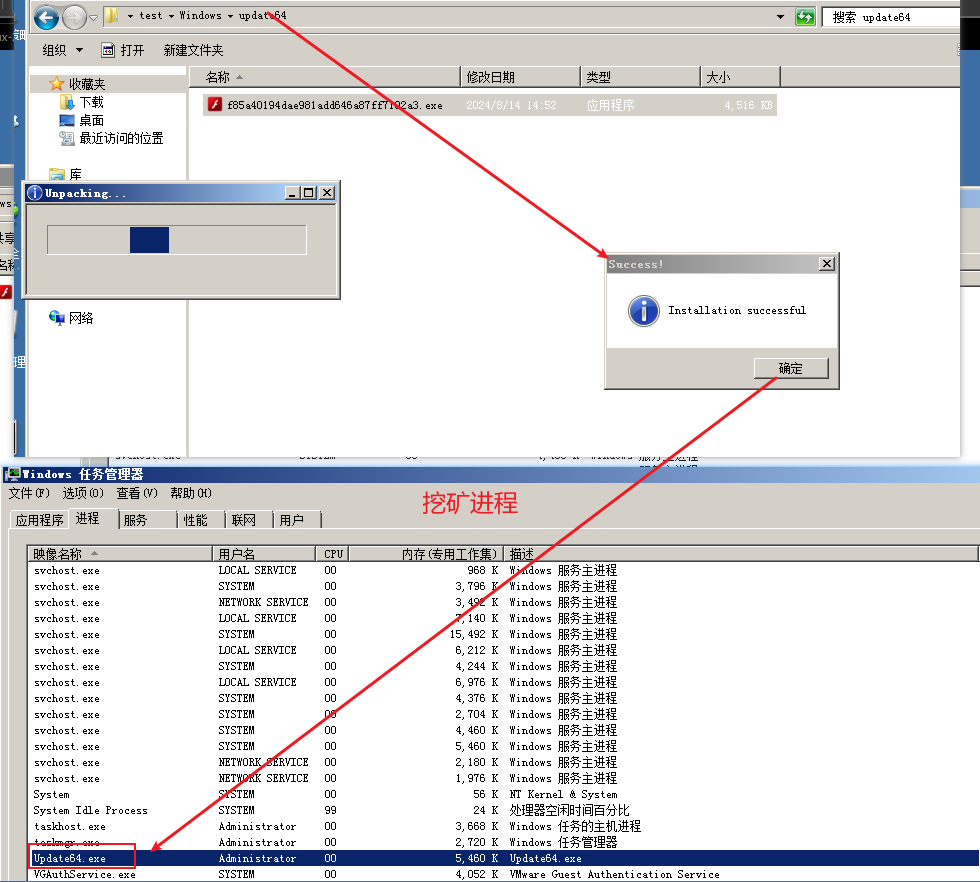 test Windows update64
搜索 update64
组织 打开 新建文件夹
名称 修改日期 类型 大小
收藏夹
下载
桌面
最近访问的位置
库
f85a40194dae981add646a87ff7102a3.exe 2024/8/14 14:52 应用程序 4,516 KB
Unpacking...
Success!
Installation successful
确定
网络
Windows 任务管理器
文件(F) 选项(O) 查看(V) 帮助(H)
挖矿进程
应用程序 进程 服务 性能 联网 用户
映像名称 用户名 CPU 内存(专用工作集) 描述
svchost.exe LOCAL SERVICE 00 968 K Windows 服务主进程
svchost.exe SYSTEM 00 3,796 K Windows 服务主进程
svchost.exe NETWORK SERVICE 00 3,492 K Windows 服务主进程
svchost.exe LOCAL SERVICE 00 7,140 K Windows 服务主进程
svchost.exe SYSTEM 00 15,492 K Windows 服务主进程
svchost.exe LOCAL SERVICE 00 6,212 K Windows 服务主进程
svchost.exe SYSTEM 00 4,244 K Windows 服务主进程
svchost.exe LOCAL SERVICE 00 6,976 K Windows 服务主进程
svchost.exe SYSTEM 00 4,376 K Windows 服务主进程
svchost.exe SYSTEM 00 2,704 K Windows 服务主进程
svchost.exe SYSTEM 00 4,460 K Windows 服务主进程
svchost.exe SYSTEM 00 5,460 K Windows 服务主进程
svchost.exe NETWORK SERVICE 00 2,180 K Windows 服务主进程
svchost.exe NETWORK SERVICE 00 1,976 K Windows 服务主进程
System SYSTEM 00 56 K NT Kernel & System
System Idle Process SYSTEM 99 24 K 处理器空闲时间百分比
taskhost.exe Administrator 00 3,668 K Windows 任务的主机进程
taskmgr.exe Administrator 00 2,720 K Windows 任务管理器
Update64.exe Administrator 00 5,460 K Update64.exe
VGAuthService.exe SYSTEM 00 4,052 K VMware Guest Authentication Service